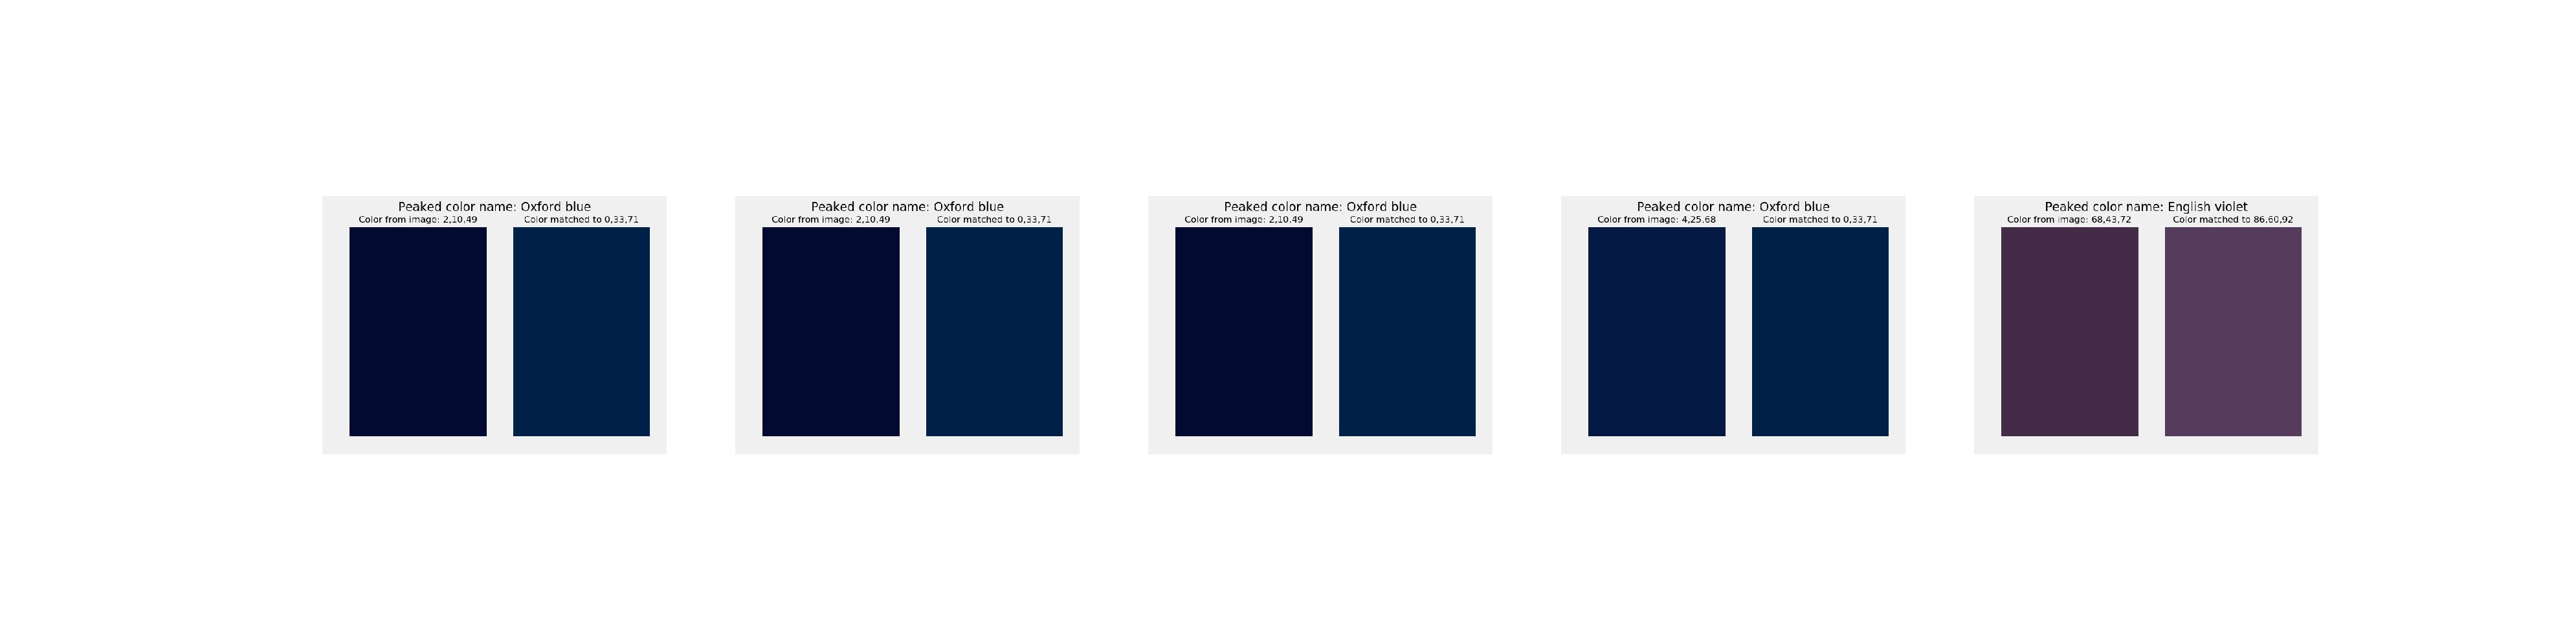 Peaked color name: Oxford blue
Color from image: 2,10,49
Color matched to 0,33,71
Peaked color name: Oxford blue
Color from image: 2,10,49
Color matched to 0,33,71
Peaked color name: Oxford blue
Color from image: 2,10,49
Color matched to 0,33,71
Peaked color name: Oxford blue
Color from image: 4,25,68
Color matched to 0,33,71
Peaked color name: English violet
Color from image: 68,43,72
Color matched to 86,60,92